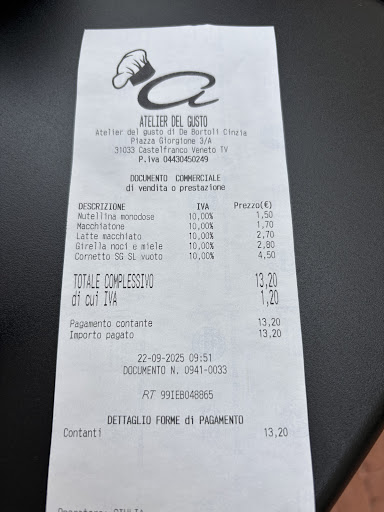 a
ATELIER DEL GUSTO
Atelier del gusto di De Bortoli Cinzia
Piazza Giorgione 3/A
31033 Castelfranco Veneto TV
P.iva 04430450249
DOCUMENTO COMMERCIALE
di vendita o prestazione
DESCRIZIONE IVA Prezzo(€)
Nutellina monodose 10,00% 1,50
Macchiatone 10,00% 1,70
Latte macchiato 10,00% 2,70
Girella noci e miele 10,00% 2,80
Cornetto SG SL vuoto 10,00% 4,50
TOTALE COMPLESSIVO 13,20
di cui IVA 1,20
Pagamento contante 13,20
Importo pagato 13,20
22-09-2025 09:51
DOCUMENTO N. 0941-0033
RT 99IEB048865
DETTAGLIO FORME di PAGAMENTO
Contanti 13,20
Operatore: GIULIA